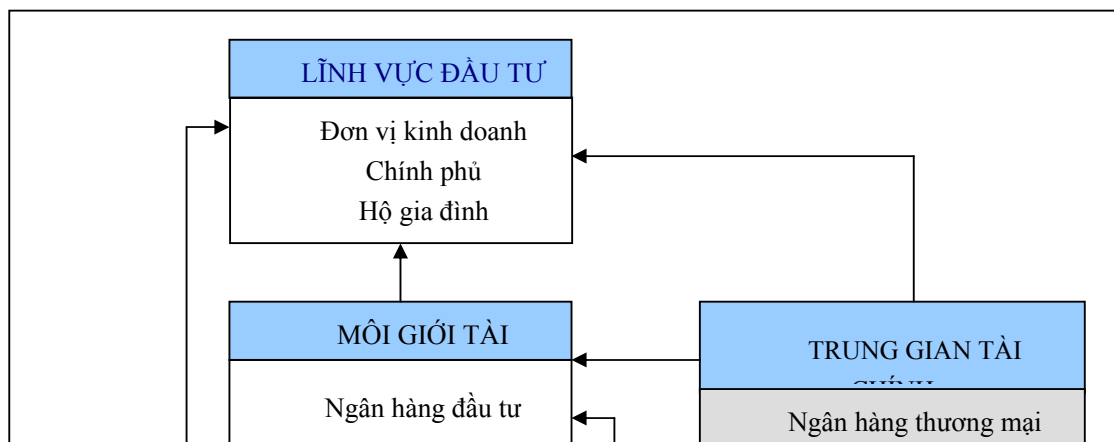 LĨNH VỰC ĐẦU TƯ
Đơn vị kinh doanh
Chính phủ
Hộ gia đình
MÔI GIỚI TÀI
Ngân hàng đầu tư
TRUNG GIAN TÀI
CHÍNH
Ngân hàng thương mại